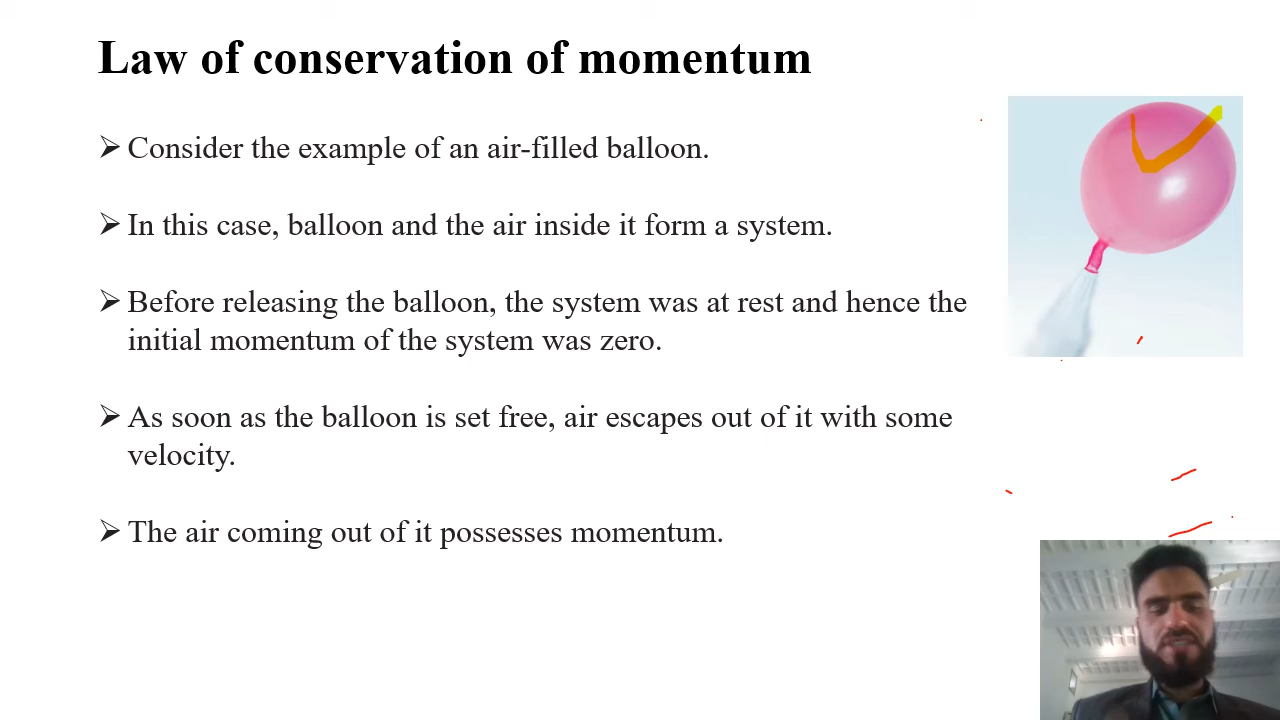 Law of conservation of momentum
➢ Consider the example of an air-filled balloon.
➢ In this case, balloon and the air inside it form a system.
➢ Before releasing the balloon, the system was at rest and hence the
initial momentum of the system was zero.
➢ As soon as the balloon is set free, air escapes out of it with some
velocity.
➢ The air coming out of it possesses momentum.